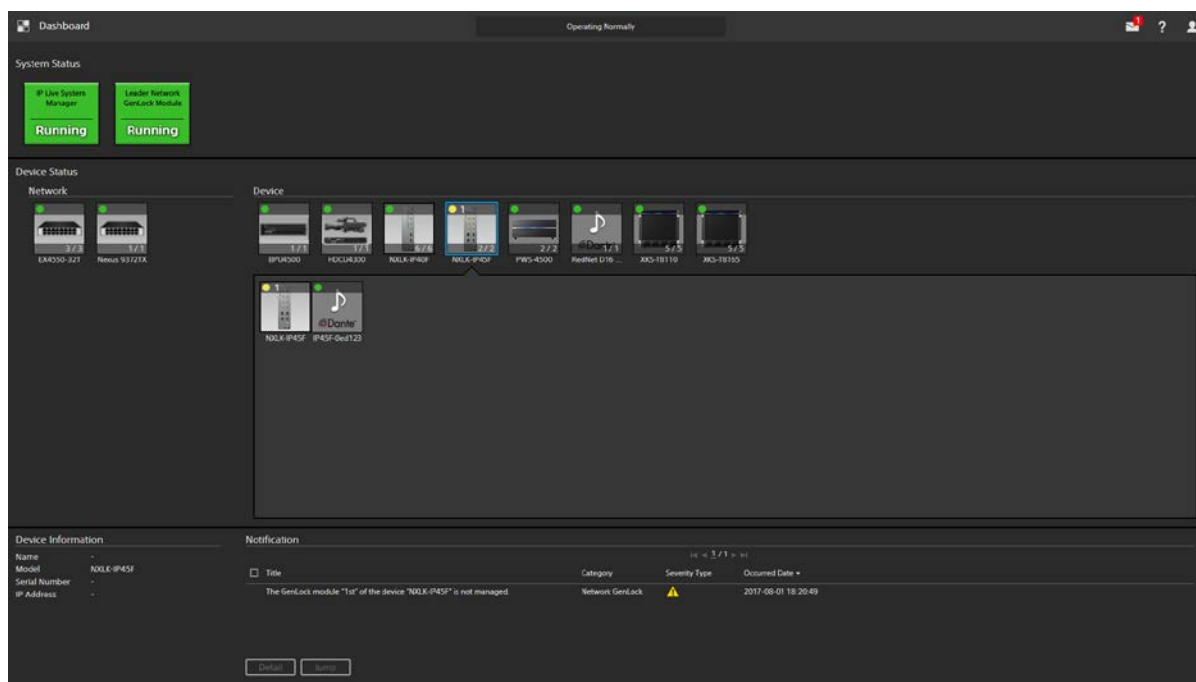 Dashboard
Operating Normally
1
?
System Status
IP Live System
Manager
Running
Leader Network
GenLock Module
Running
Device Status
Network
3/3
EX4550-32T
1/1
Nexus 9372TX
Device
1/1
BPU4500
1/1
HDCU4300
6/6
NXLK-IP40F
1
2/2
NXLK-IP45F
2/2
PWS-4500
Dante
1/1
RedNet D16 ...
5/5
XKS-T8110
5/5
XKS-T8165
1
NXLK-IP45F
Dante
IP45F-0ed123
Device Information
Name -
Model NXLK-IP45F
Serial Number -
IP Address -
Notification
1/1
Title Category Severity Type Occurred Date
The GenLock module "1st" of the device "NXLK-IP45F" is not managed. Network GenLock 2017-08-01 18:20:49
Detail Jump